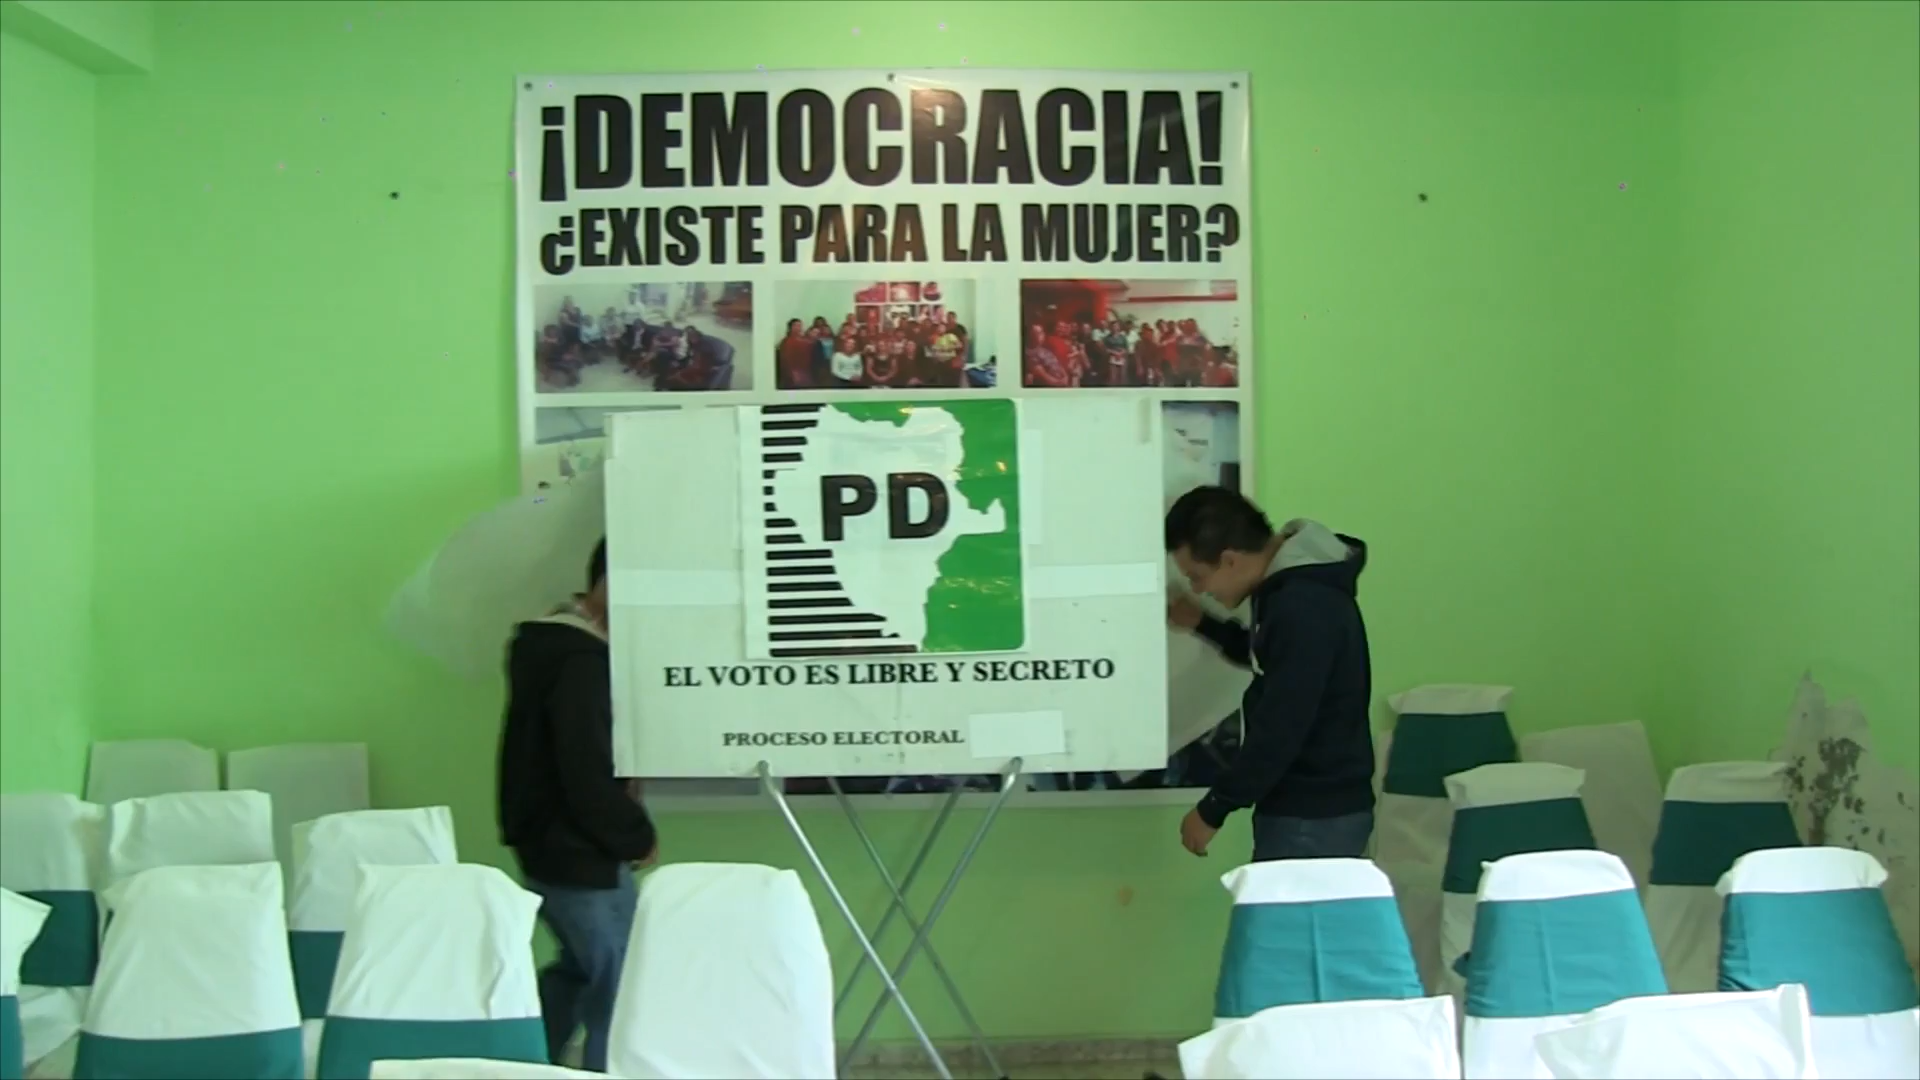 ¡DEMOCRACIA!
¿EXISTE PARA LA MUJER?
PD
EL VOTO ES LIBRE Y SECRETO
PROCESO ELECTORAL